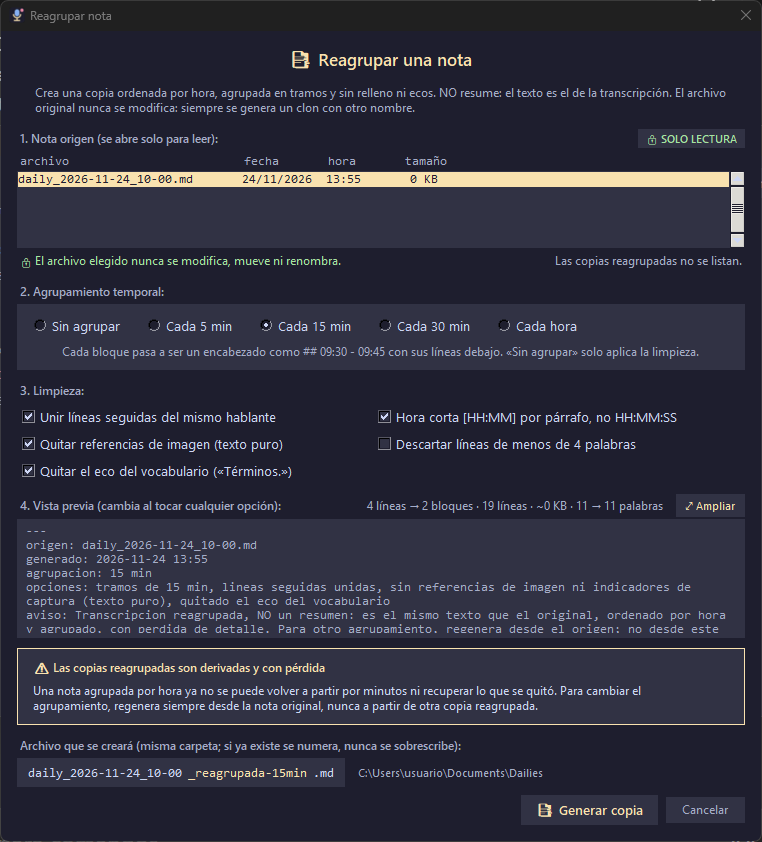 Reagrupar nota
Reagrupar una nota
Crea una copia ordenada por hora, agrupada en tramos y sin relleno ni ecos. NO resume: el texto es el de la transcripción. El archivo
original nunca se modifica: siempre se genera un clon con otro nombre.
1. Nota origen (se abre solo para leer):
SOLO LECTURA
archivo fecha hora tamaño
daily_2026-11-24_10-00.md 24/11/2026 13:55 0 KB
El archivo elegido nunca se modifica, mueve ni renombra.
Las copias reagrupadas no se listan.
2. Agrupamiento temporal:
Sin agrupar Cada 5 min Cada 15 min Cada 30 min Cada hora
Cada bloque pasa a ser un encabezado como ## 09:30 - 09:45 con sus líneas debajo. «Sin agrupar» solo aplica la limpieza.
3. Limpieza:
Unir líneas seguidas del mismo hablante
Hora corta [HH:MM] por párrafo, no HH:MM:SS
Quitar referencias de imagen (texto puro)
Descartar líneas de menos de 4 palabras
Quitar el eco del vocabulario («Términos.»)
4. Vista previa (cambia al tocar cualquier opción):
4 líneas → 2 bloques · 19 líneas · ~0 KB · 11 → 11 palabras
Ampliar
---
origen: daily_2026-11-24_10-00.md
generado: 2026-11-24 13:55
agrupacion: 15 min
opciones: tramos de 15 min, lineas seguidas unidas, sin referencias de imagen ni indicadores de
captura (texto puro), quitado el eco del vocabulario
aviso: Transcripcion reagrupada, NO un resumen: es el mismo texto que el original, ordenado por hora
y agrupado, con perdida de detalle. Para otro agrupamiento, regenera desde el origen: no desde este
Las copias reagrupadas son derivadas y con pérdida
Una nota agrupada por hora ya no se puede volver a partir por minutos ni recuperar lo que se quitó. Para cambiar el
agrupamiento, regenera siempre desde la nota original, nunca a partir de otra copia reagrupada.
Archivo que se creará (misma carpeta; si ya existe se numera, nunca se sobrescribe):
daily_2026-11-24_10-00 _reagrupada-15min .md
C:\Users\usuario\Documents\Dailies
Generar copia
Cancelar